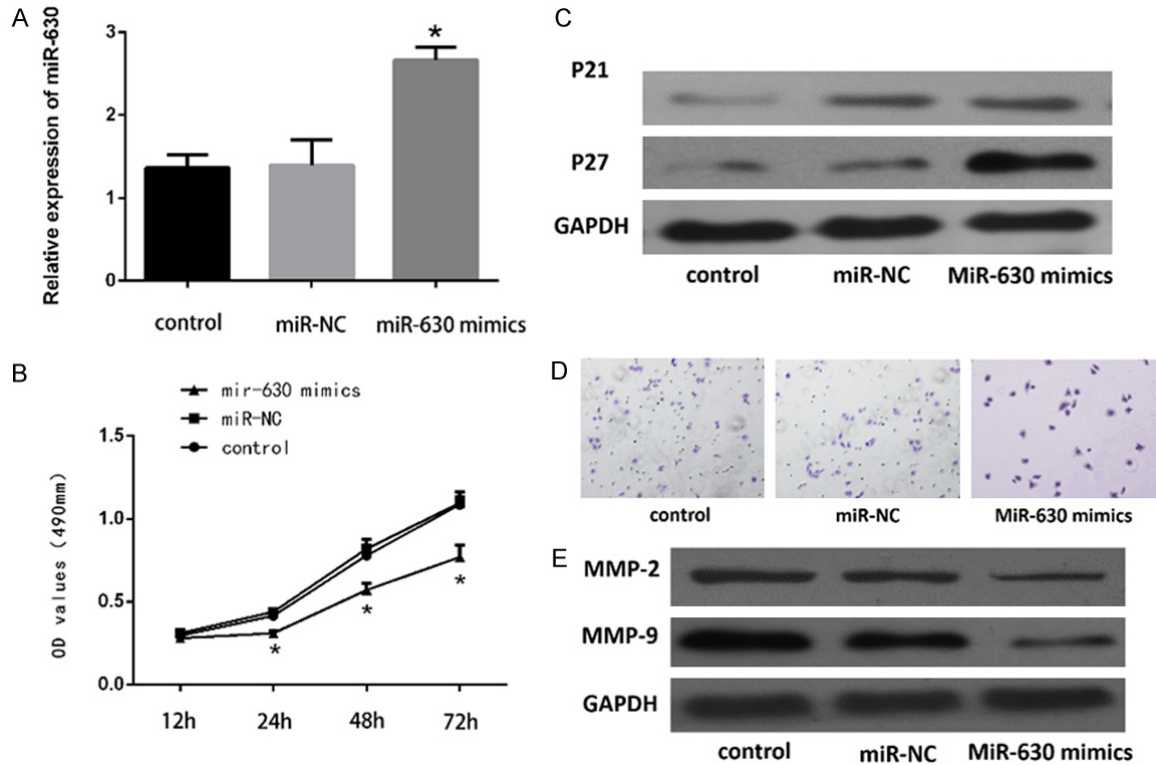 A
Relative expression of miR-630
3
2
1
0
*
control miR-NC miR-630 mimics
B
mir-630 mimics
miR-NC
control
OD values (490mm)
1.5
1.0
0.5
0.0
* * *
12h 24h 48h 72h
C
P21
P27
GAPDH
control miR-NC MiR-630 mimics
D
control miR-NC MiR-630 mimics
E
MMP-2
MMP-9
GAPDH
control miR-NC MiR-630 mimics